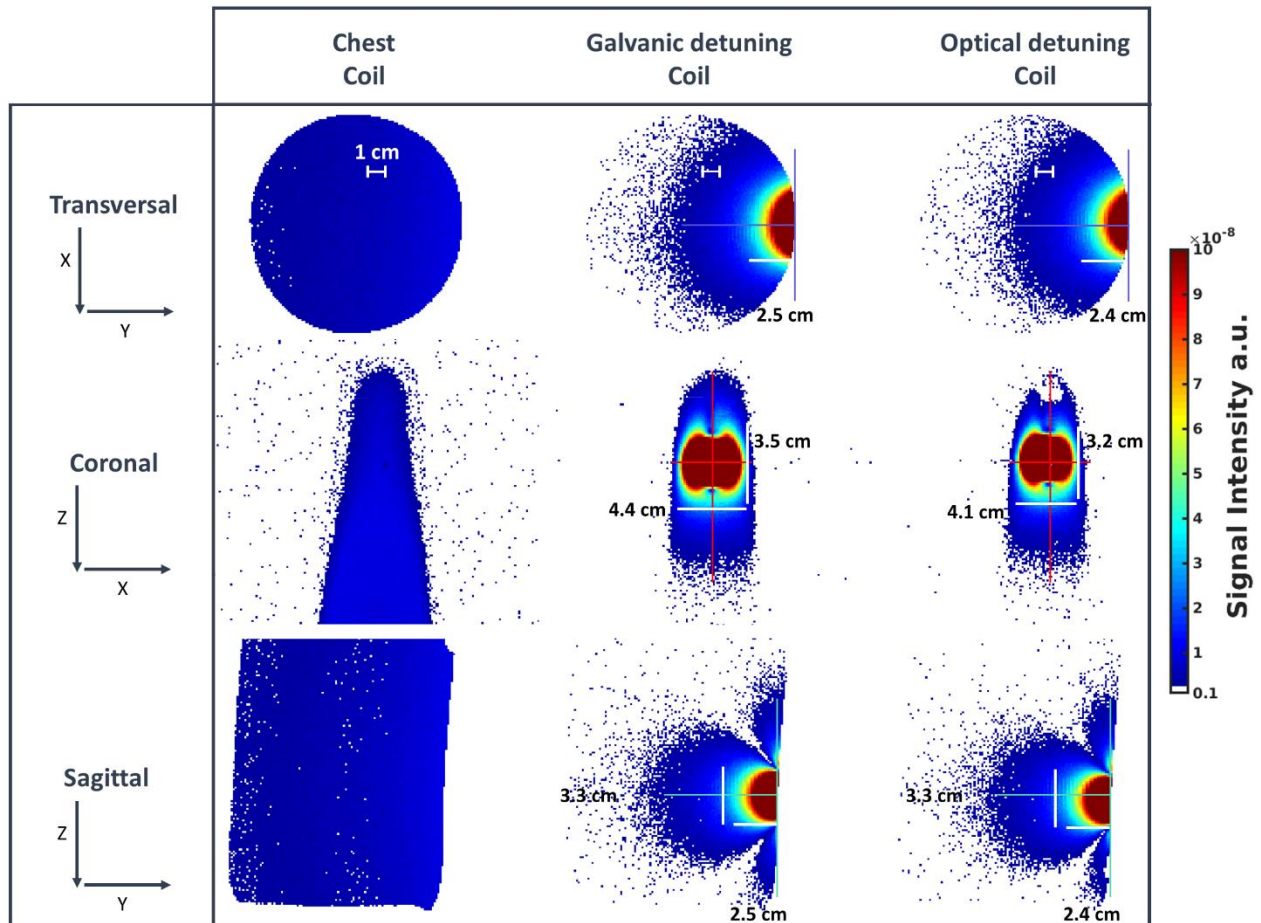 Chest
Coil
Galvanic detuning
Coil
Optical detuning
Coil
Transversal
X
Y
1 cm
2.5 cm
2.4 cm
Coronal
Z
X
3.5 cm
4.4 cm
3.2 cm
4.1 cm
Sagittal
Z
Y
3.3 cm
2.5 cm
3.3 cm
2.4 cm
×10⁻⁸
10
9
8
7
6
5
4
3
2
1
0.1
Signal Intensity a.u.